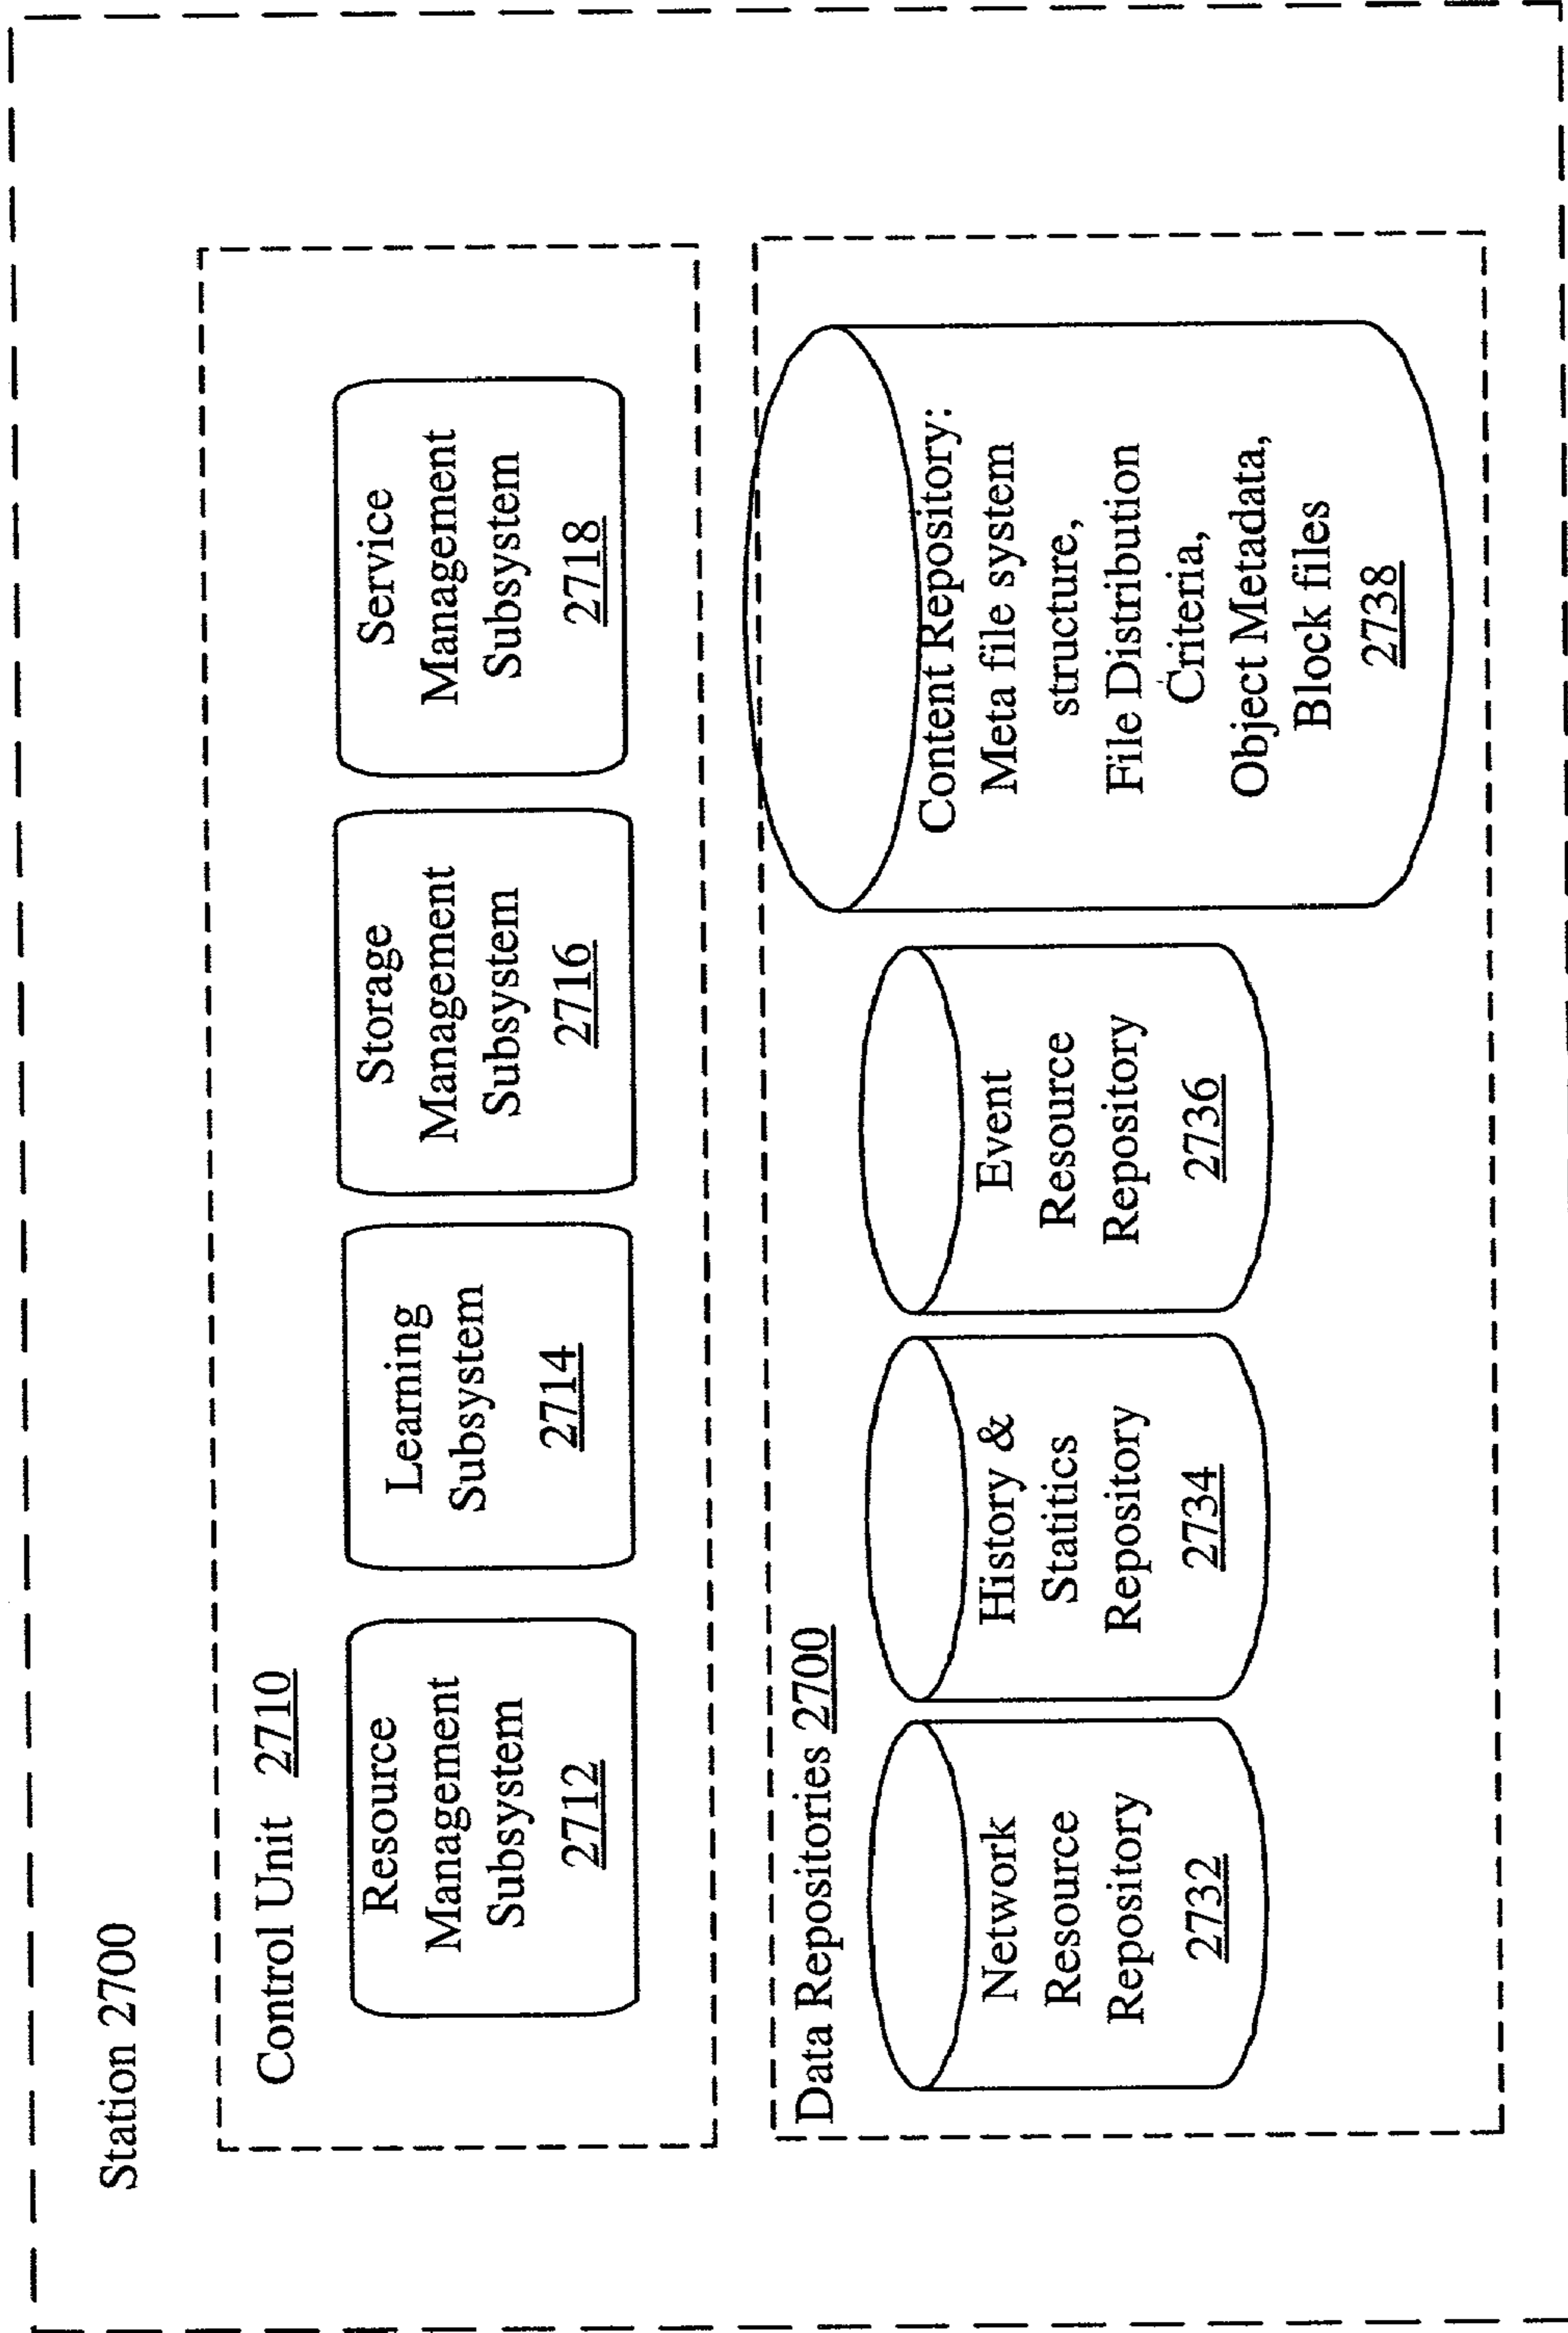 Station 2700
Control Unit 2710
Resource
Management
Subsystem
2712
Learning
Subsystem
2714
Storage
Management
Subsystem
2716
Service
Management
Subsystem
2718
Data Repositories 2700
Network
Resource
Repository
2732
History &
Statitics
Repository
2734
Event
Resource
Repository
2736
Content Repository:
Meta file system
structure,
File Distribution
Criteria,
Object Metadata,
Block files
2738